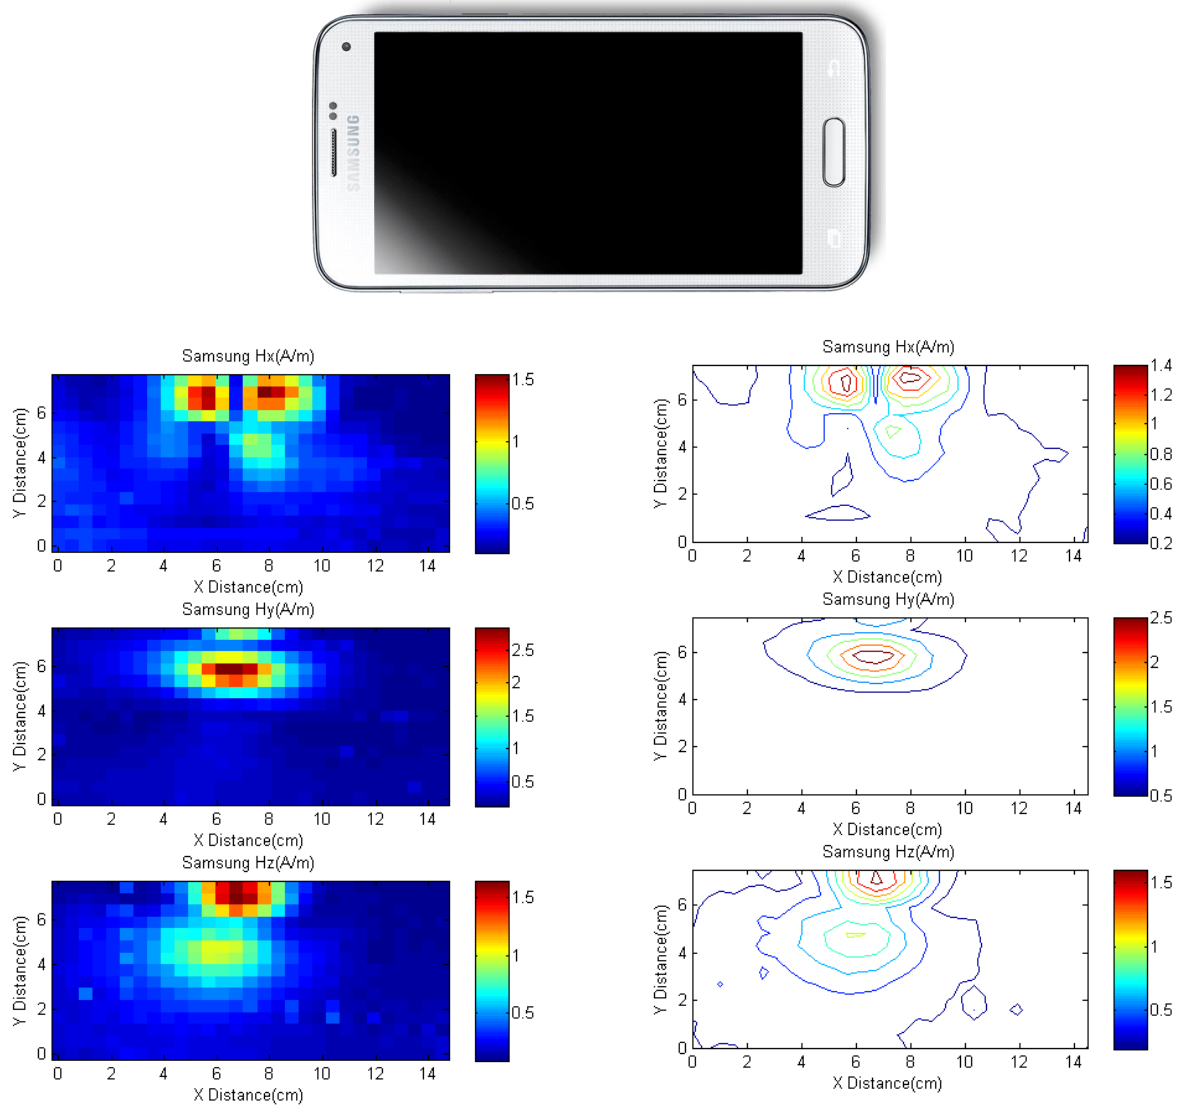 SAMSUNG
Samsung Hx(A/m)
Y Distance(cm)
6
4
2
0
0 2 4 6 8 10 12 14
X Distance(cm)
1.5
1
0.5
Samsung Hx(A/m)
Y Distance(cm)
6
4
2
0
0 2 4 6 8 10 12 14
X Distance(cm)
1.4
1.2
1
0.8
0.6
0.4
0.2
Samsung Hy(A/m)
Y Distance(cm)
6
4
2
0
0 2 4 6 8 10 12 14
X Distance(cm)
2.5
2
1.5
1
0.5
Samsung Hy(A/m)
Y Distance(cm)
6
4
2
0
0 2 4 6 8 10 12 14
X Distance(cm)
2.5
2
1.5
1
0.5
Samsung Hz(A/m)
Y Distance(cm)
6
4
2
0
0 2 4 6 8 10 12 14
X Distance(cm)
1.5
1
0.5
Samsung Hz(A/m)
Y Distance(cm)
6
4
2
0
0 2 4 6 8 10 12 14
X Distance(cm)
1.5
1
0.5